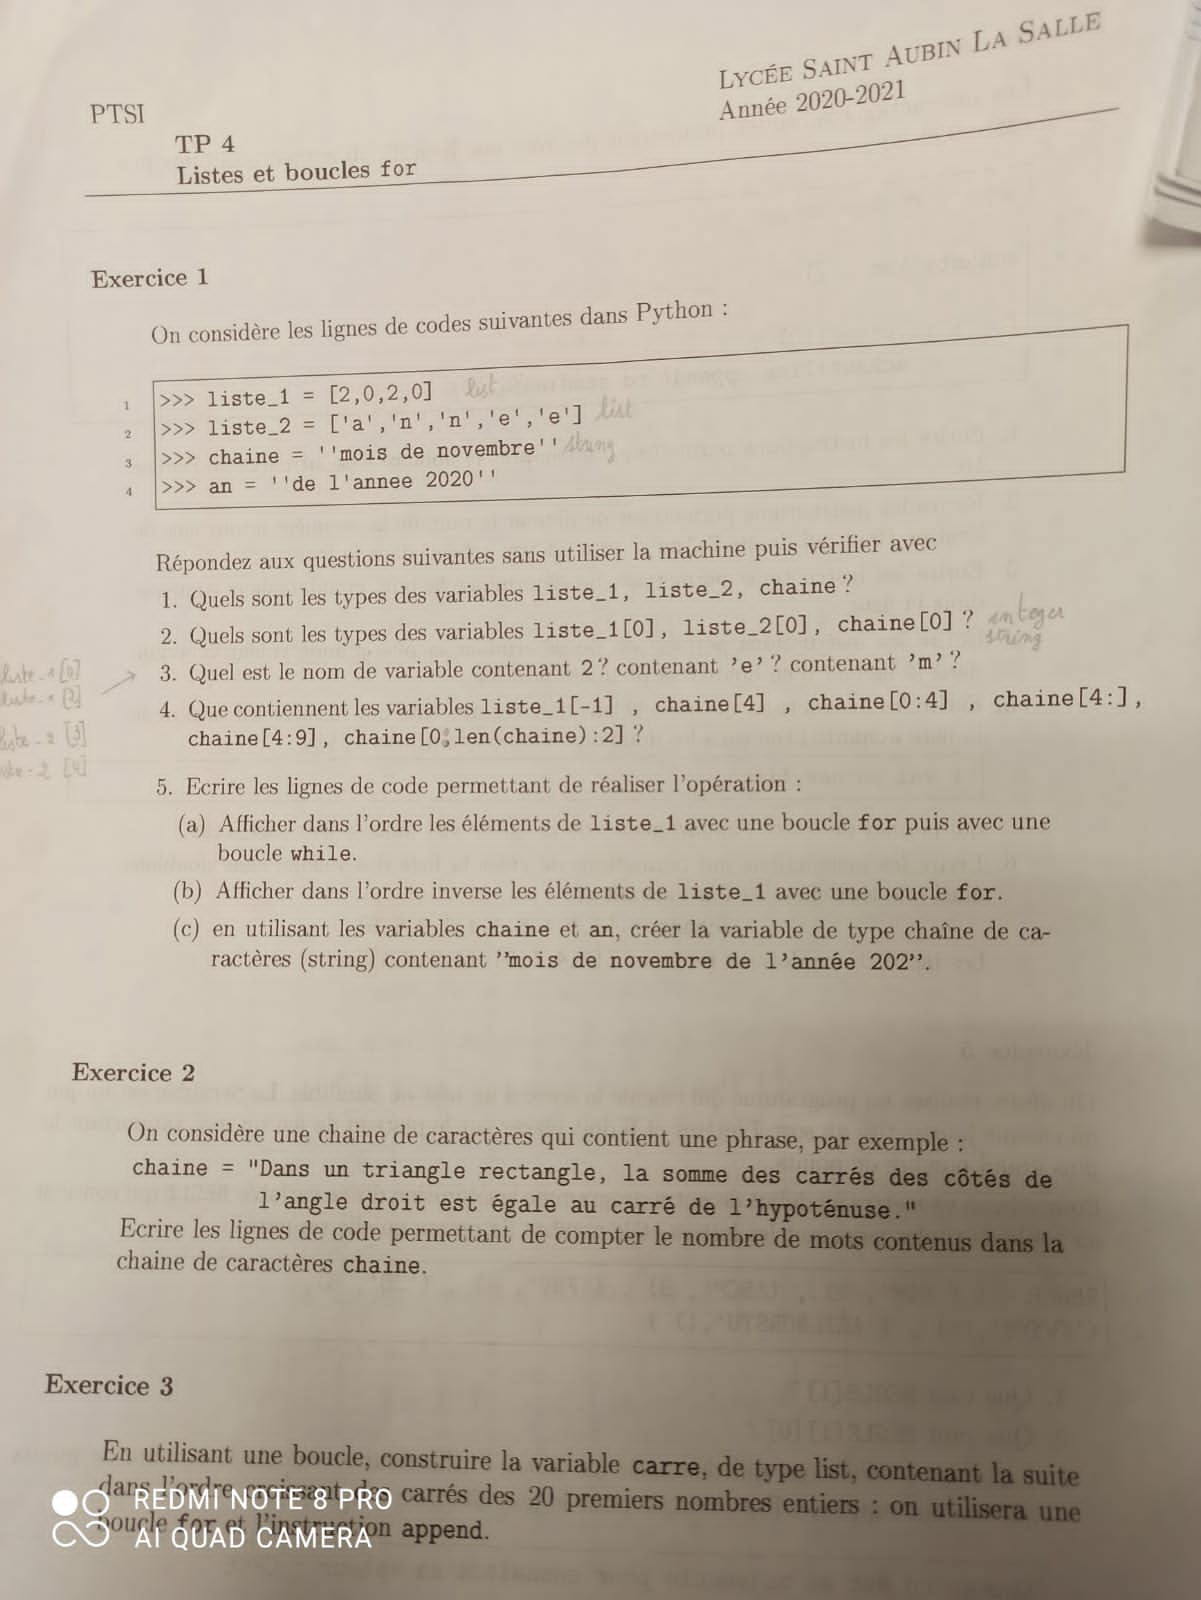 LYCÉE SAINT AUBIN LA SALLE
Année 2020-2021
PTSI
TP 4
Listes et boucles for
Exercice 1
On considère les lignes de codes suivantes dans Python :
1 >>> liste_1 = [2,0,2,0] list
2 >>> liste_2 = ['a','n','n','e','e'] list
3 >>> chaine = ''mois de novembre'' string
4 >>> an = ''de l'annee 2020''
Répondez aux questions suivantes sans utiliser la machine puis vérifier avec
1. Quels sont les types des variables liste_1, liste_2, chaine ?
2. Quels sont les types des variables liste_1[0], liste_2[0], chaine[0] ? integer
string
liste_1[0]
liste_1[2]
3. Quel est le nom de variable contenant 2 ? contenant 'e' ? contenant 'm' ?
liste_2 [3]
liste-2 [4]
4. Que contiennent les variables liste_1[-1] , chaine[4] , chaine[0:4] , chaine[4:] ,
chaine[4:9], chaine[0:len(chaine):2] ?
5. Ecrire les lignes de code permettant de réaliser l'opération :
(a) Afficher dans l'ordre les éléments de liste_1 avec une boucle for puis avec une
boucle while.
(b) Afficher dans l'ordre inverse les éléments de liste_1 avec une boucle for.
(c) en utilisant les variables chaine et an, créer la variable de type chaîne de ca-
ractères (string) contenant ''mois de novembre de l'année 202''.
Exercice 2
On considère une chaine de caractères qui contient une phrase, par exemple :
chaine = "Dans un triangle rectangle, la somme des carrés des côtés de
l'angle droit est égale au carré de l'hypoténuse."
Ecrire les lignes de code permettant de compter le nombre de mots contenus dans la
chaine de caractères chaine.
Exercice 3
En utilisant une boucle, construire la variable carre, de type list, contenant la suite
dans l'ordre croissant des carrés des 20 premiers nombres entiers : on utilisera une
boucle for et l'instruction append.
REDMI NOTE 8 PRO
AI QUAD CAMERA